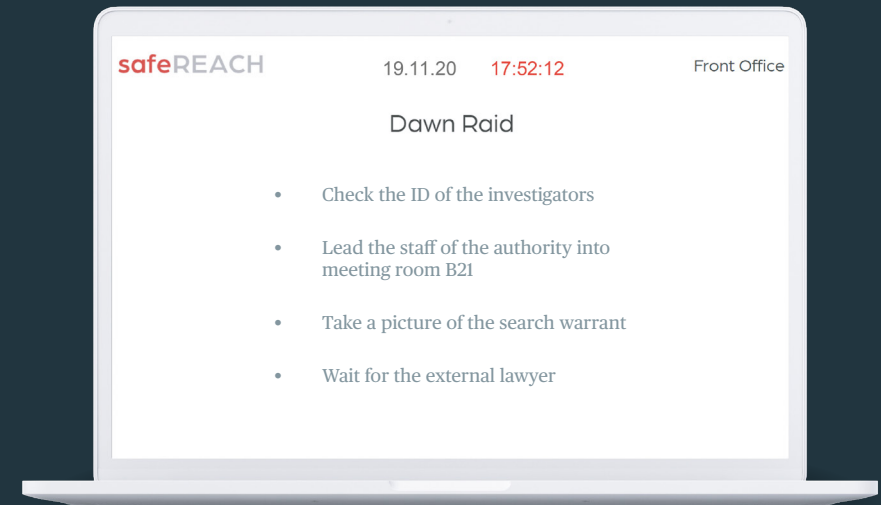 safeREACH 19.11.20 17:52:12 Front Office
Dawn Raid
• Check the ID of the investigators
• Lead the staff of the authority into
meeting room B21
• Take a picture of the search warrant
• Wait for the external lawyer